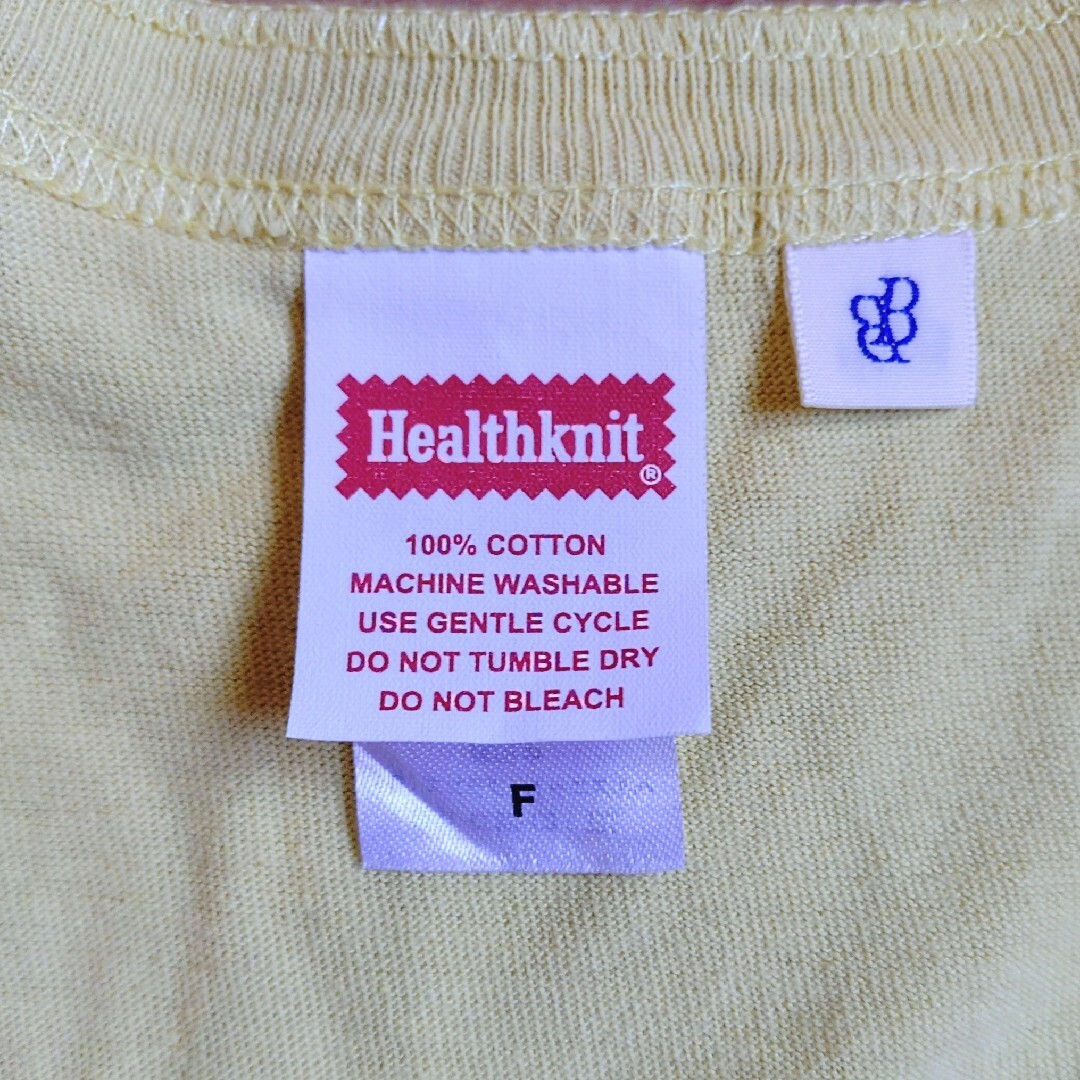 Healthknit®
100% COTTON
MACHINE WASHABLE
USE GENTLE CYCLE
DO NOT TUMBLE DRY
DO NOT BLEACH
F